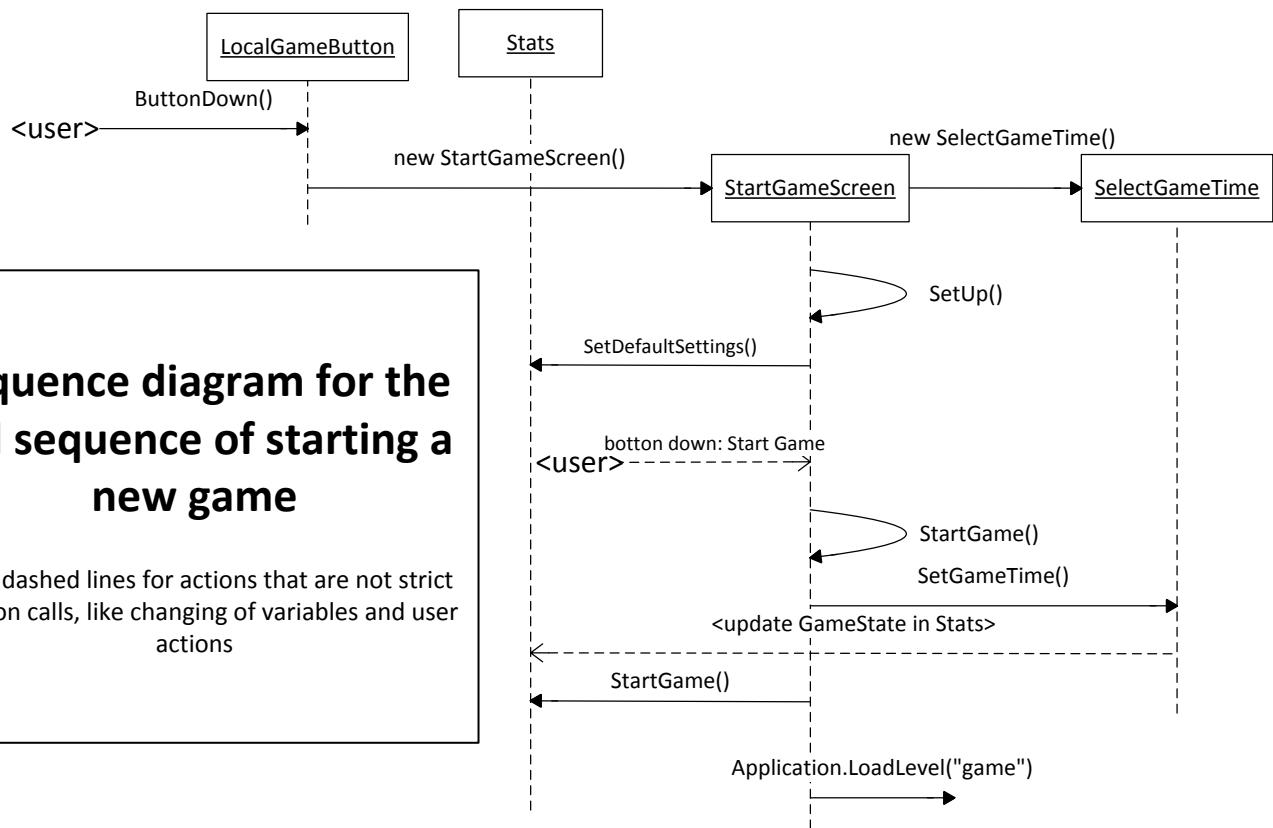 LocalGameButton
Stats
ButtonDown()
<user>
new StartGameScreen()
new SelectGameTime()
StartGameScreen
SelectGameTime
SetUp()
SetDefaultSettings()
quence diagram for the
sequence of starting a
new game
botton down: Start Game
<user>
StartGame()
dashed lines for actions that are not strict
SetGameTime()
on calls, like changing of variables and user
actions
<update GameState in Stats>
StartGame()
Application.LoadLevel("game")